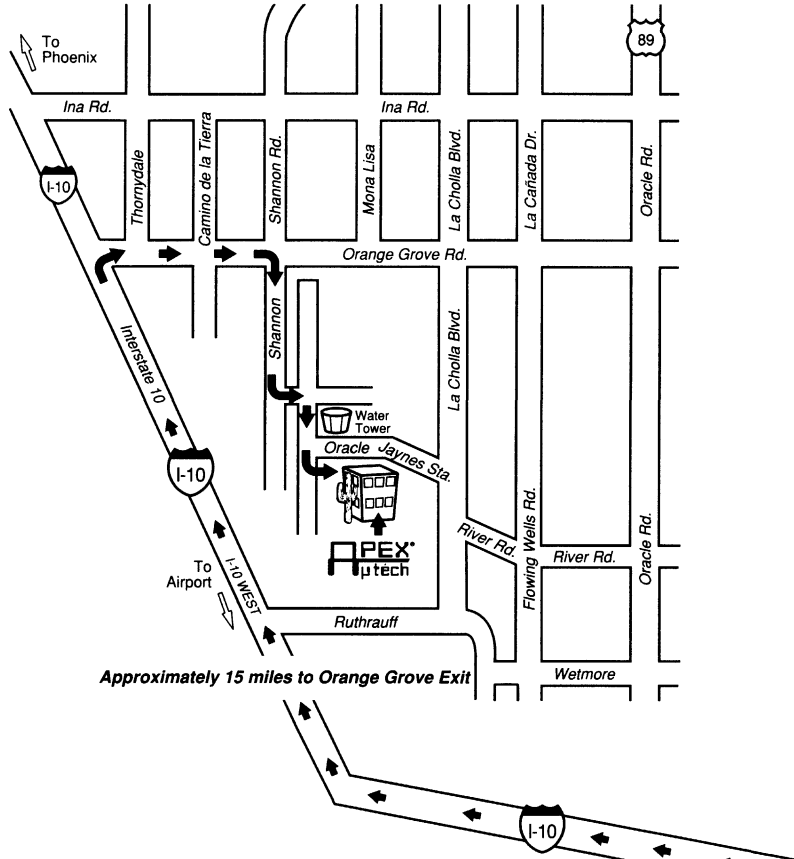 To
Phoenix
89
Ina Rd.
Ina Rd.
Thornydale
Camino de la Tierra
Shannon Rd.
Mona Lisa
La Cholla Blvd.
La Cañada Dr.
Oracle Rd.
I-10
Orange Grove Rd.
Interstate 10
Shannon
La Cholla Blvd.
Water
Tower
Oracle
Jaynes Sta.
I-10
APEX
µtech
River Rd.
Flowing Wells Rd.
River Rd.
Oracle Rd.
To
Airport
I-10 WEST
Ruthrauff
Approximately 15 miles to Orange Grove Exit
Wetmore
I-10